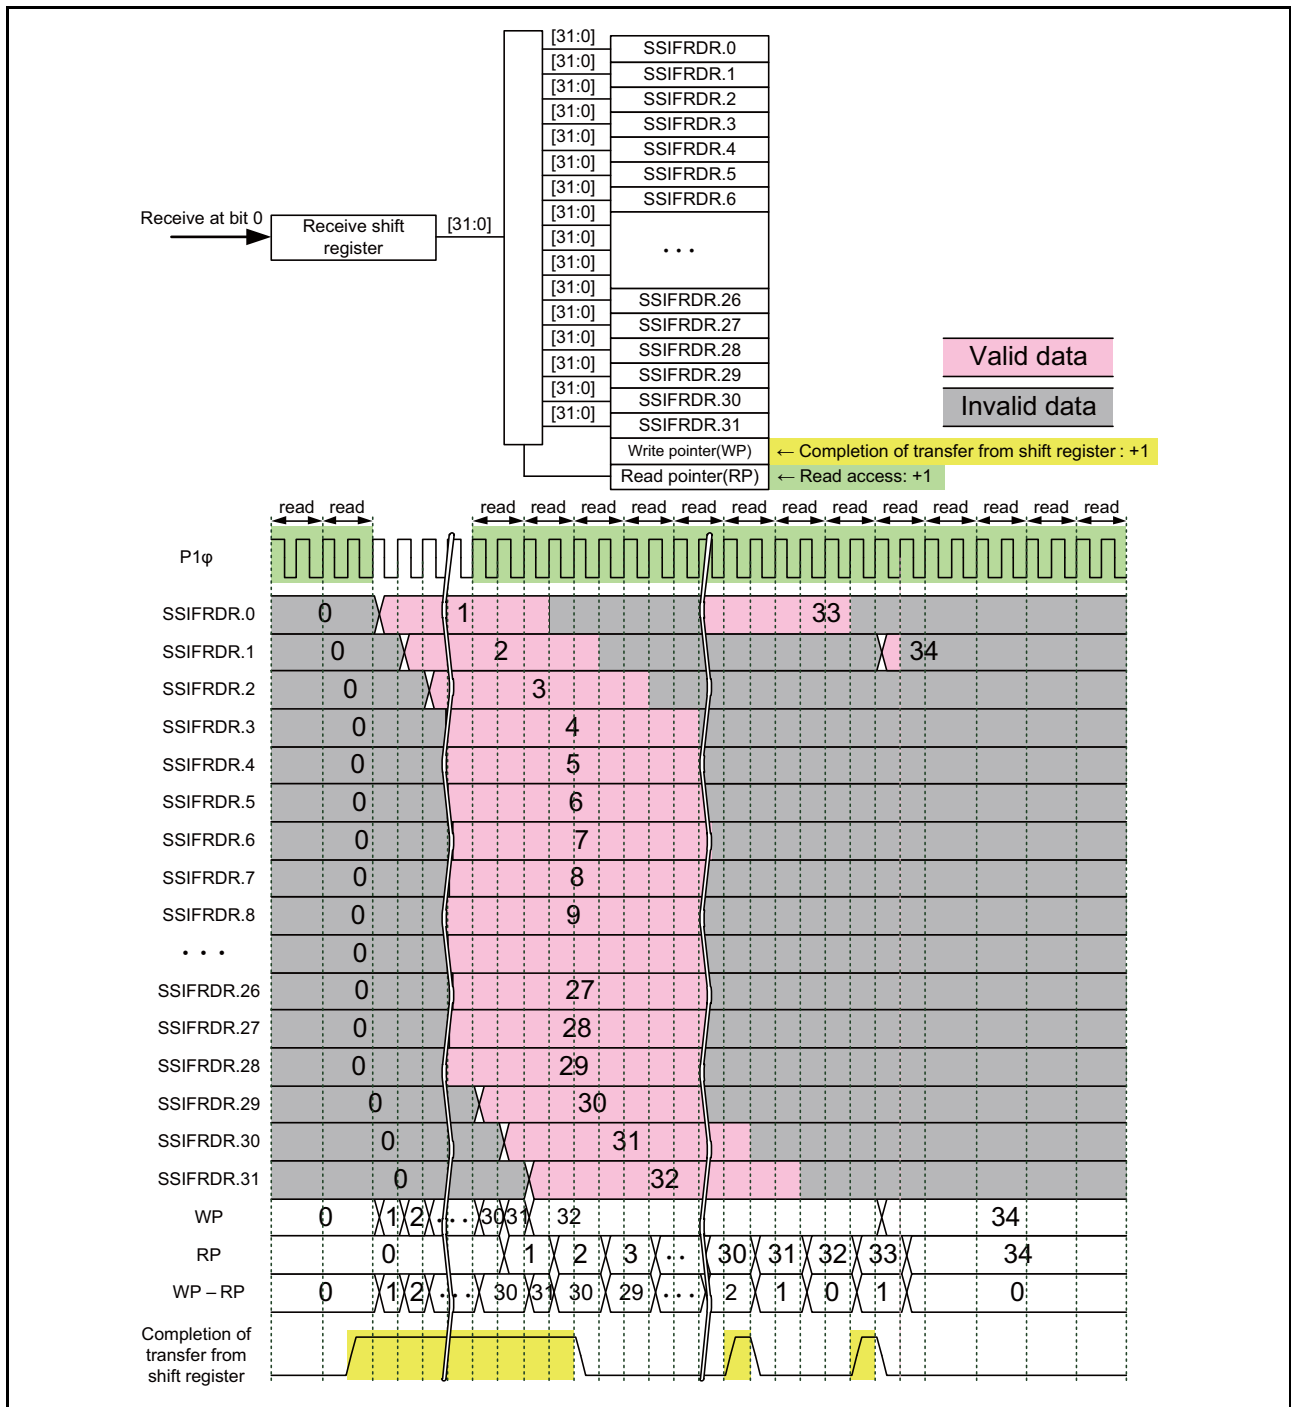 [31:0]
SSIFRDR.0
[31:0]
SSIFRDR.1
[31:0]
SSIFRDR.2
[31:0]
SSIFRDR.3
[31:0]
SSIFRDR.4
[31:0]
SSIFRDR.5
[31:0]
SSIFRDR.6
[31:0]
[31:0]
[31:0]
. . .
[31:0]
SSIFRDR.26
[31:0]
SSIFRDR.27
[31:0]
SSIFRDR.28
[31:0]
SSIFRDR.29
[31:0]
SSIFRDR.30
[31:0]
SSIFRDR.31
Receive at bit 0
Receive shift
register
[31:0]
Valid data
Invalid data
Write pointer(WP)
← Completion of transfer from shift register : +1
Read pointer(RP)
← Read access: +1
read read read read read read read read read read read read read read read
P1φ
SSIFRDR.0 0 1 33
SSIFRDR.1 0 2 34
SSIFRDR.2 0 3
SSIFRDR.3 0 4
SSIFRDR.4 0 5
SSIFRDR.5 0 6
SSIFRDR.6 0 7
SSIFRDR.7 0 8
SSIFRDR.8 0 9
. . . 0
SSIFRDR.26 0 27
SSIFRDR.27 0 28
SSIFRDR.28 0 29
SSIFRDR.29 0 30
SSIFRDR.30 0 31
SSIFRDR.31 0 32
WP 0 1 2 . . . 30 31 32 34
RP 0 1 2 3 . . 30 31 32 33 34
WP – RP 0 1 2 . . . 30 31 30 29 . . . 2 1 0 1 0
Completion of
transfer from
shift register